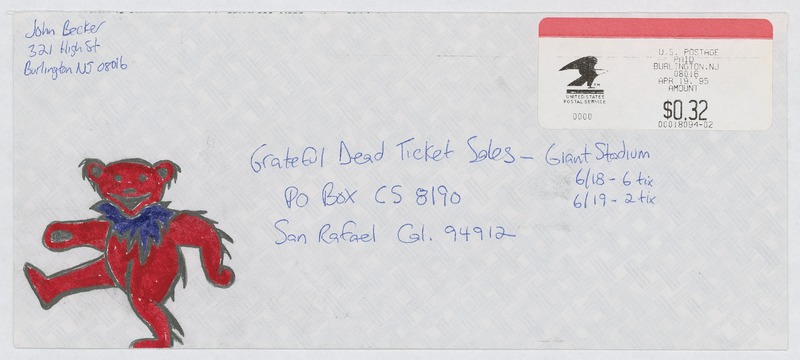 John Becker
321 High St
Burlington NJ 08016
U.S. POSTAGE
PAID
BURLINGTON.NJ
08016
APR 19, '95
AMOUNT
$0.32
00018094-02
UNITED STATES
POSTAL SERVICE
0000
Grateful Dead Ticket Sales - Giant Stadium
6/18 - 6 tix
6/19 - 2 tix
PO Box CS 8190
San Rafael Cal. 94912